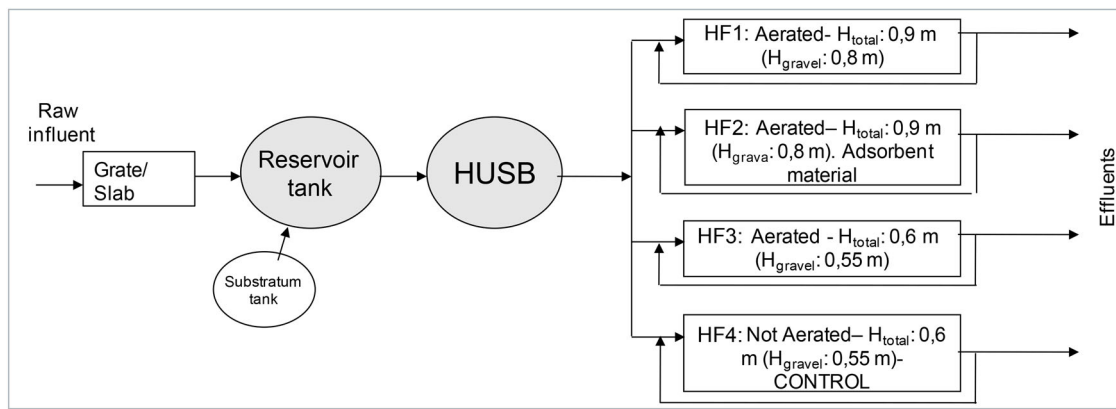 Raw
influent
Grate/
Slab
Reservoir
tank
Substratum
tank
HUSB
HF1: Aerated- Htotal: 0,9 m
(Hgravel: 0,8 m)
HF2: Aerated– Htotal: 0,9 m
(Hgrava: 0,8 m). Adsorbent
material
HF3: Aerated - Htotal: 0,6 m
(Hgravel: 0,55 m)
HF4: Not Aerated– Htotal: 0,6
m (Hgravel: 0,55 m)-
CONTROL
Effluents